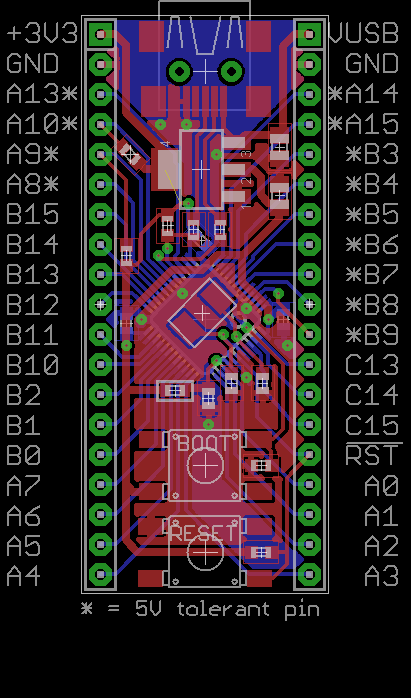 +3V3 VUSB
GND GND
A13* *A14
A10* *A15
A9* *B3
A8* *B4
B15 *B5
B14 *B6
B13 *B7
B12 *B8
B11 *B9
B10 C13
B2 C14
B1 C15
B0 RST
A7 A0
A6 A1
A5 A2
A4 A3
4
3
2
1
BOOT
RESET
* = 5V tolerant pin